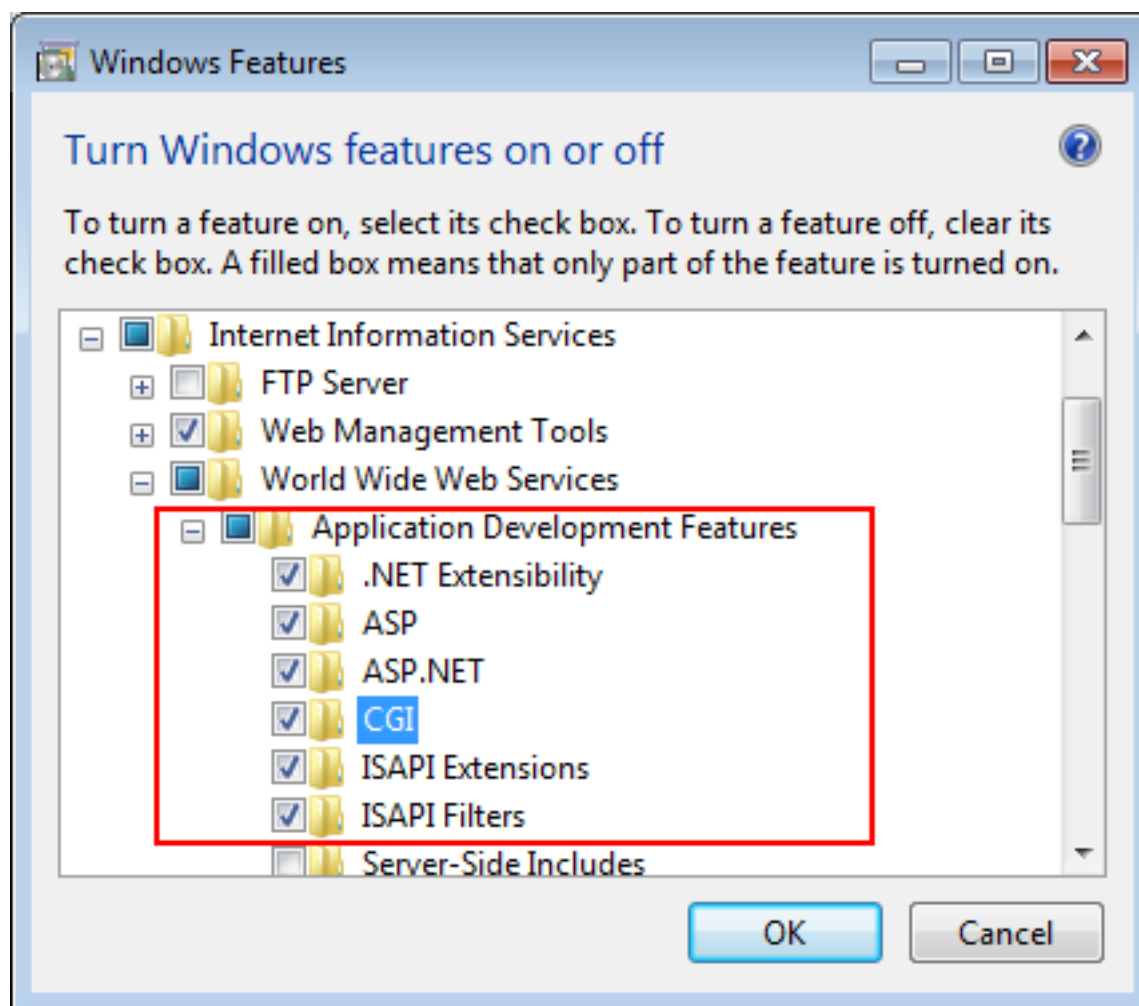 Windows Features
Turn Windows features on or off
To turn a feature on, select its check box. To turn a feature off, clear its
check box. A filled box means that only part of the feature is turned on.
Internet Information Services
FTP Server
Web Management Tools
World Wide Web Services
Application Development Features
.NET Extensibility
ASP
ASP.NET
CGI
ISAPI Extensions
ISAPI Filters
Server-Side Includes
OK Cancel